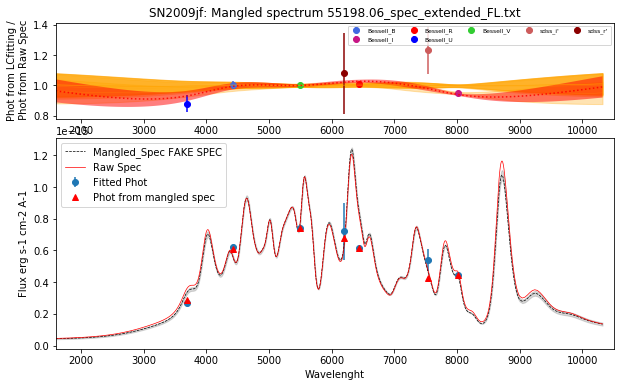 SN2009jf: Mangled spectrum 55198.06_spec_extended_FL.txt
Phot from LCfitting /
Phot from Raw Spec
1.4
1.2
1.0
0.8
Bessell_B
Bessell_I
Bessell_R
Bessell_U
Bessell_V
sdss_i'
sdss_r'
2000 3000 4000 5000 6000 7000 8000 9000 10000
Flux erg s-1 cm-2 A-1
1.2
1.0
0.8
0.6
0.4
0.2
0.0
Mangled_Spec FAKE SPEC
Raw Spec
Fitted Phot
Phot from mangled spec
2000 3000 4000 5000 6000 7000 8000 9000 10000
Wavelenght